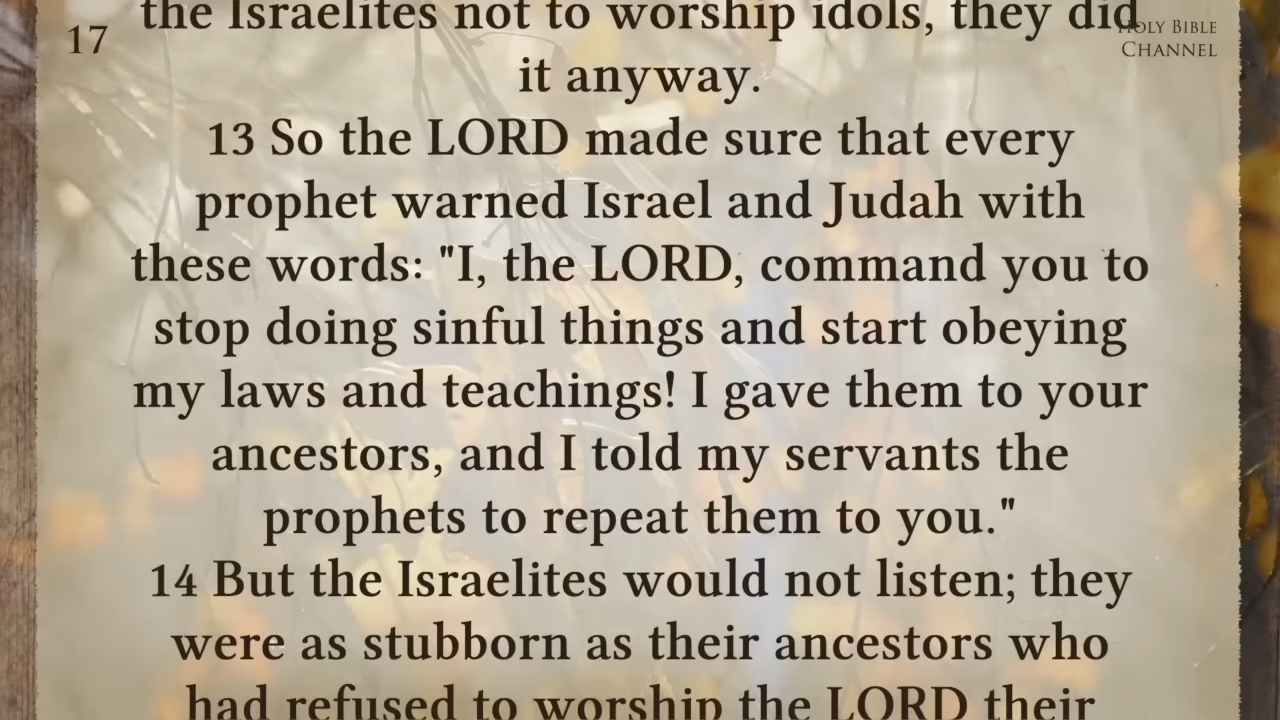 17
the Israelites not to worship idols, they did
HOLY BIBLE
CHANNEL
it anyway.
13 So the LORD made sure that every
prophet warned Israel and Judah with
these words: "I, the LORD, command you to
stop doing sinful things and start obeying
my laws and teachings! I gave them to your
ancestors, and I told my servants the
prophets to repeat them to you."
14 But the Israelites would not listen; they
were as stubborn as their ancestors who
had refused to worship the LORD their